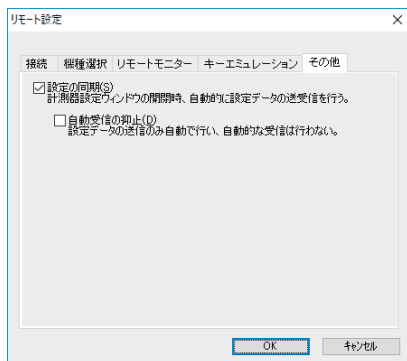 リモート設定
接続 機種選択 リモートモニター キーエミュレーション その他
設定の同期(S)
計測器設定ウィンドウの開閉時、自動的に設定データの送受信を行う。
自動受信の抑止(D)
設定データの送信のみ自動で行い、自動的な受信は行わない。
OK キャンセル